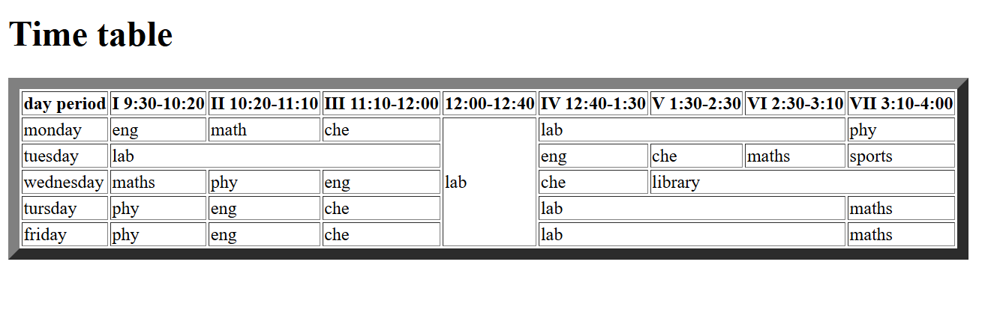 Time table
day period I 9:30-10:20 II 10:20-11:10 III 11:10-12:00 12:00-12:40 IV 12:40-1:30 V 1:30-2:30 VI 2:30-3:10 VII 3:10-4:00
monday eng math che lab phy
tuesday lab eng che maths sports
wednesday maths phy eng lab che library
tursday phy eng che lab maths
friday phy eng che lab maths